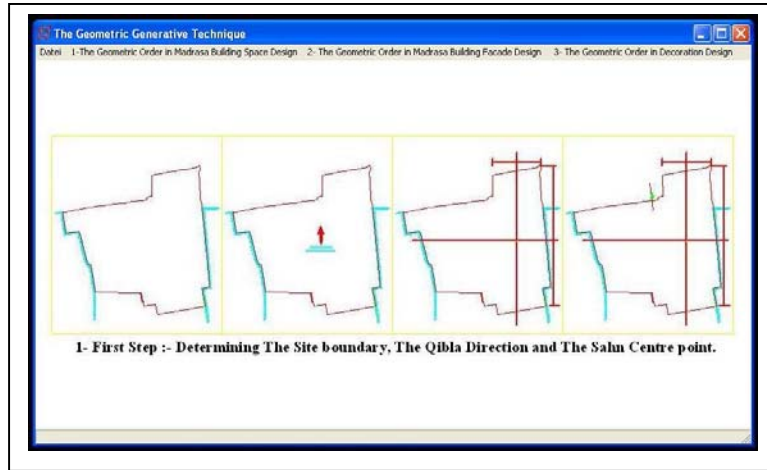 The Geometric Generative Technique
Datei 1-The Geometric Order in Madrasa Building Space Design 2- The Geometric Order in Madrasa Building Facade Design 3- The Geometric Order in Decoration Design
1- First Step :- Determining The Site boundary, The Qibla Direction and The Sahn Centre point.